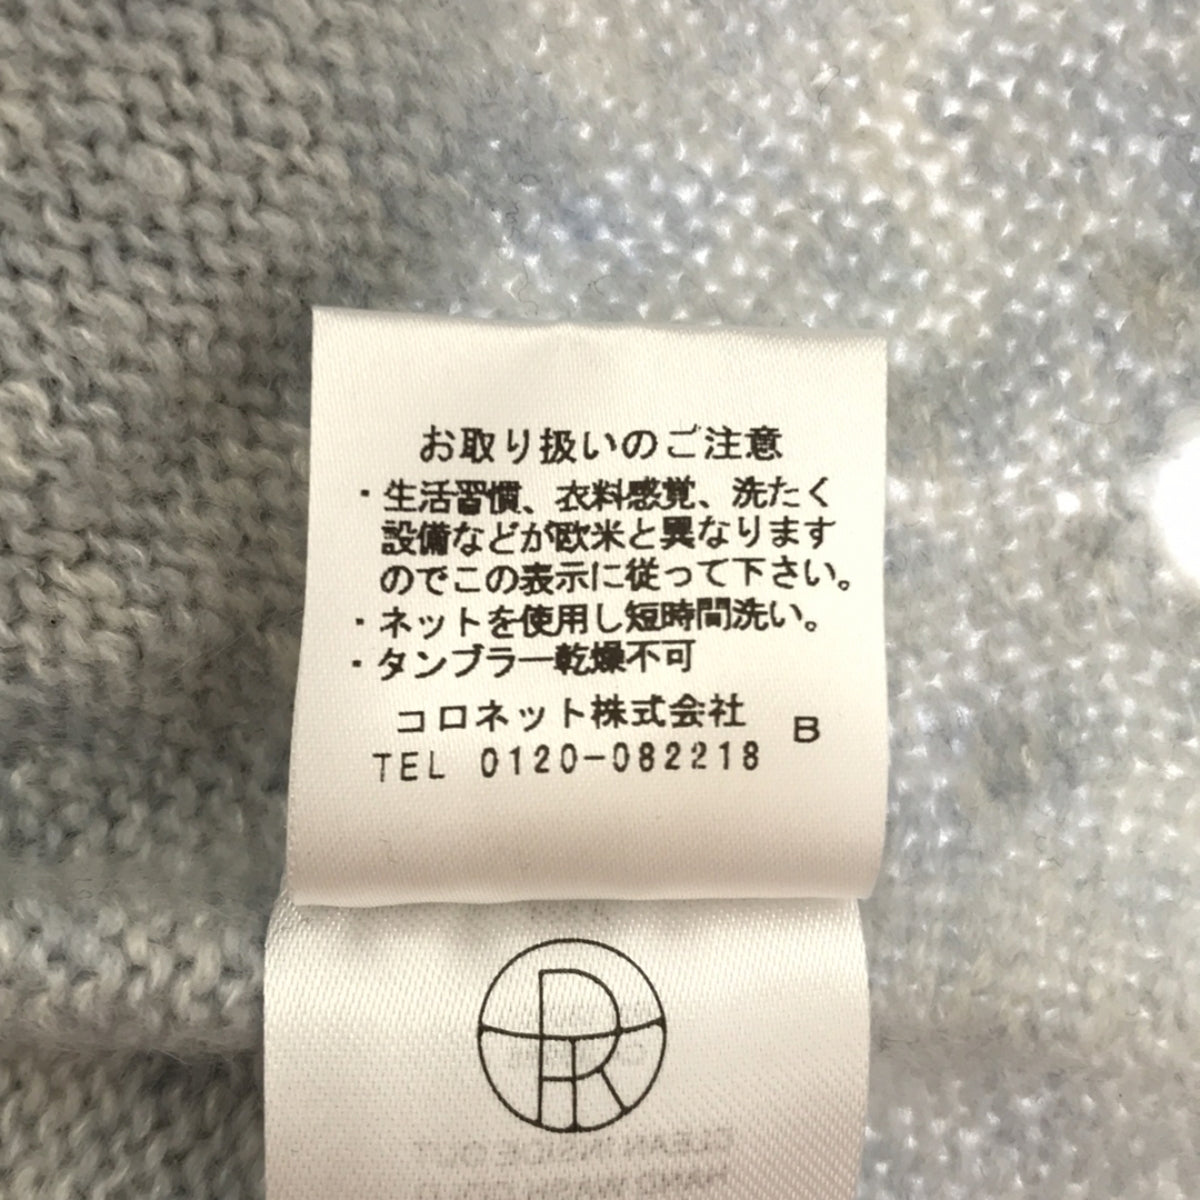 お取り扱いのご注意
・生活習慣、衣料感覚、洗たく
設備などが欧米と異なります
のでこの表示に従って下さい。
・ネットを使用し短時間洗い。
・タンブラー乾燥不可
コロネット株式会社 B
TEL 0120-082218
CLEAN INSIDE OUT